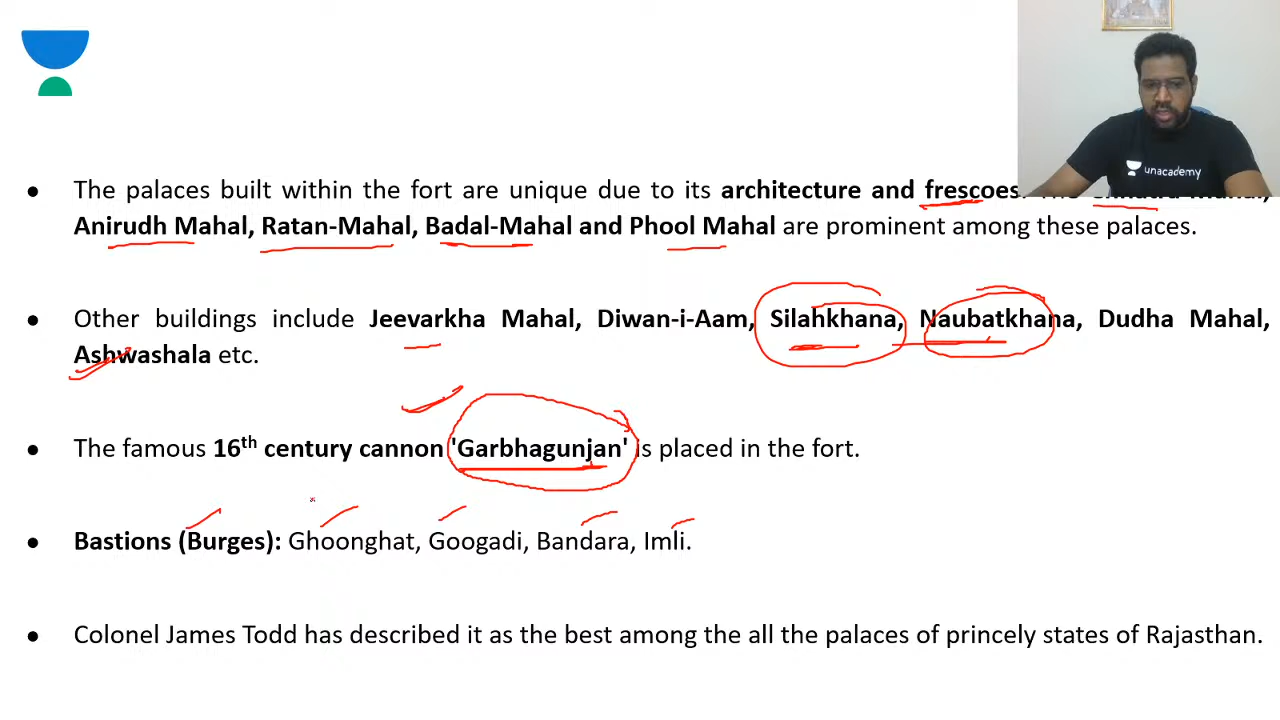 unacademy
• The palaces built within the fort are unique due to its architecture and frescoes.
Anirudh Mahal, Ratan-Mahal, Badal-Mahal and Phool Mahal are prominent among these palaces.
• Other buildings include Jeevarkha Mahal, Diwan-i-Aam, Silahkhana, Naubatkhana, Dudha Mahal,
Ashwashala etc.
• The famous 16th century cannon 'Garbhagunjan' is placed in the fort.
• Bastions (Burges): Ghoonghat, Googadi, Bandara, Imli.
• Colonel James Todd has described it as the best among the all the palaces of princely states of Rajasthan.